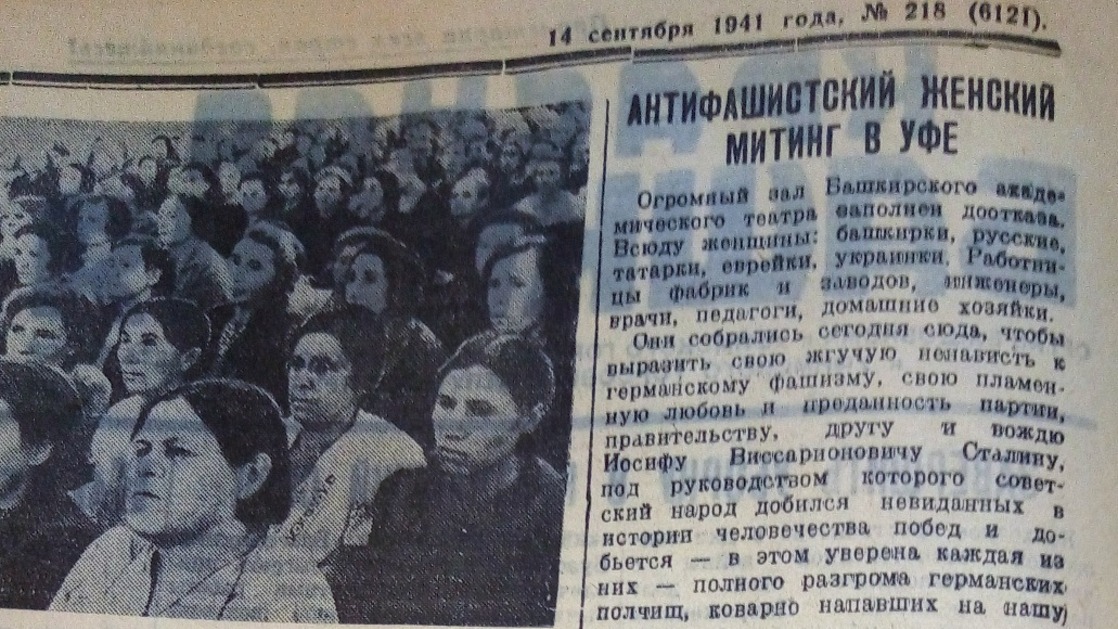 14 сентября 1941 года, № 218 (6121).
АНТИФАШИСТСКИЙ ЖЕНСКИЙ
МИТИНГ В УФЕ
Огромный зал Башкирского акаде-
мического театра заполнен доотказа.
Всюду женщины: башкирки, русские,
татарки, еврейки, украинки. Работни-
цы фабрик и заводов, инженеры,
врачи, педагоги, домашние хозяйки.
Они собрались сегодня сюда, чтобы
выразить свою жгучую ненависть к
германскому фашизму, свою пламен-
ную любовь и преданность партии,
правительству, другу и вождю
Иосифу Виссарионовичу Сталину,
под руководством которого совет-
ский народ добился невиданных в
истории человечества побед и до-
бьется — в этом уверена каждая из
них — полного разгрома германских
полчищ, коварно напавших на нашу